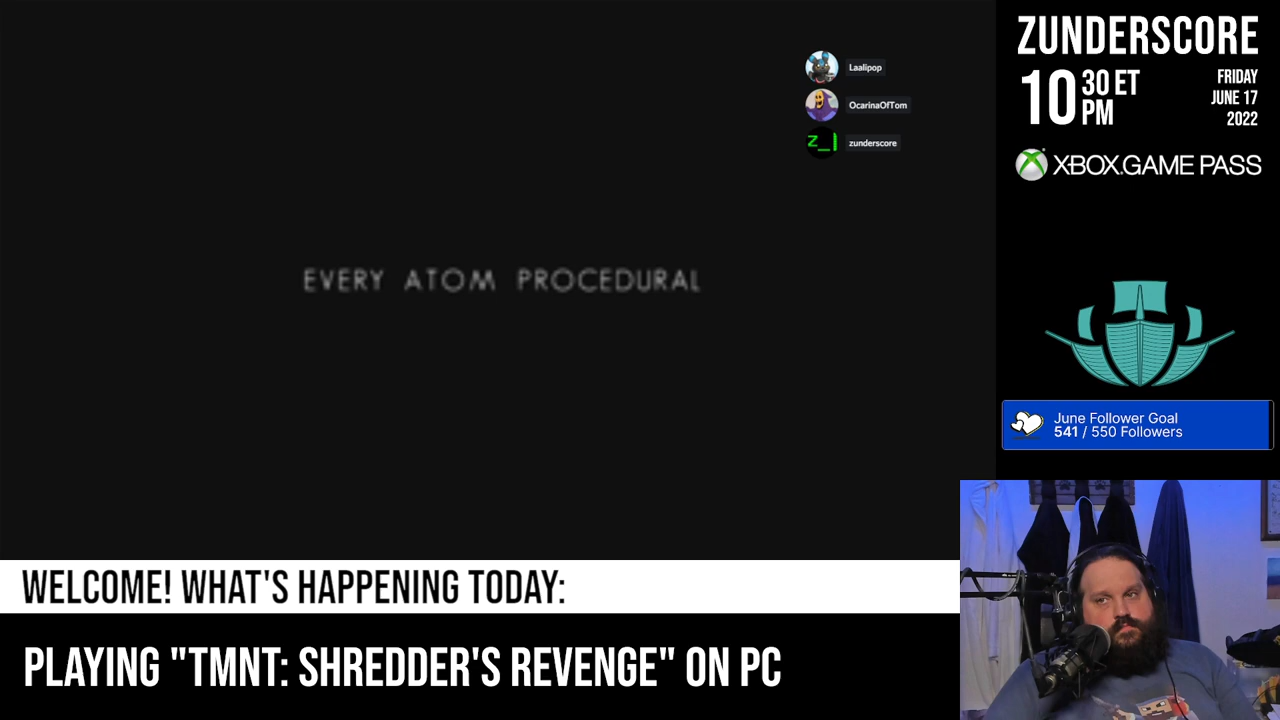 ZUNDERSCORE
10 30 ET PM
FRIDAY
JUNE 17
2022
XBOX GAME PASS
Laalipop
OcarinaOfTom
z_|
zunderscore
EVERY ATOM PROCEDURAL
June Follower Goal
541 / 550 Followers
WELCOME! WHAT'S HAPPENING TODAY:
PLAYING "TMNT: SHREDDER'S REVENGE" ON PC